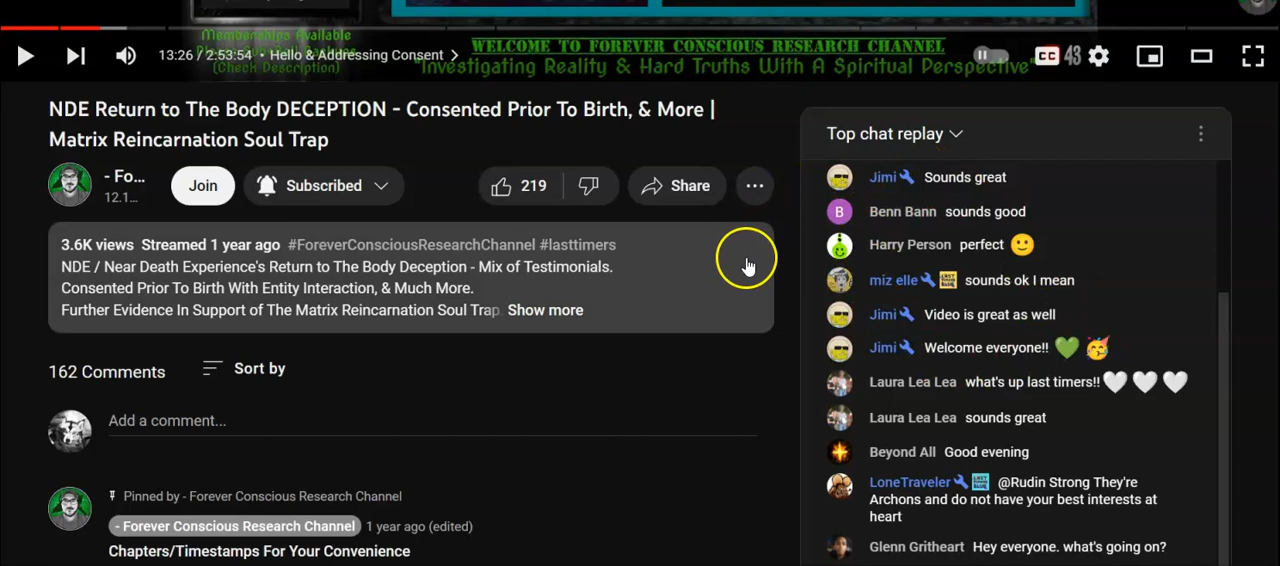 Memberships Available
(Check Description)
13:26 / 2:53:54 • Hello & Addressing Consent >
WELCOME TO FOREVER CONSCIOUS RESEARCH CHANNEL
"Investigating Reality & Hard Truths With A Spiritual Perspective"
CC
43
NDE Return to The Body DECEPTION - Consented Prior To Birth, & More |
Matrix Reincarnation Soul Trap
- Fo...
12.1...
Join
Subscribed
219
Share
3.6K views Streamed 1 year ago #ForeverConsciousResearchChannel #lasttimers
NDE / Near Death Experience's Return to The Body Deception - Mix of Testimonials.
Consented Prior To Birth With Entity Interaction, & Much More.
Further Evidence In Support of The Matrix Reincarnation Soul Trap. Show more
162 Comments
Sort by
Add a comment...
Pinned by - Forever Conscious Research Channel
- Forever Conscious Research Channel 1 year ago (edited)
Chapters/Timestamps For Your Convenience
Top chat replay
Jimi Sounds great
B
Benn Bann sounds good
Harry Person perfect
miz elle sounds ok I mean
Jimi Video is great as well
Jimi Welcome everyone!!
Laura Lea Lea what's up last timers!!
Laura Lea Lea sounds great
Beyond All Good evening
LoneTraveler @Rudin Strong They're
Archons and do not have your best interests at
heart
Glenn Gritheart Hey everyone. what's going on?